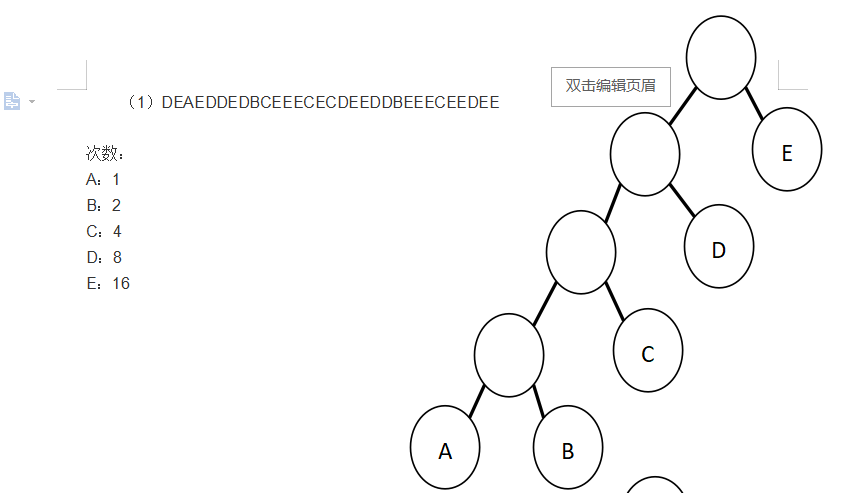 双击编辑页眉
（1）DEAEDDEDBCEEECECDEEDDBEEECEEDEE
次数：
A：1
B：2
C：4
D：8
E：16
E
D
C
A
B